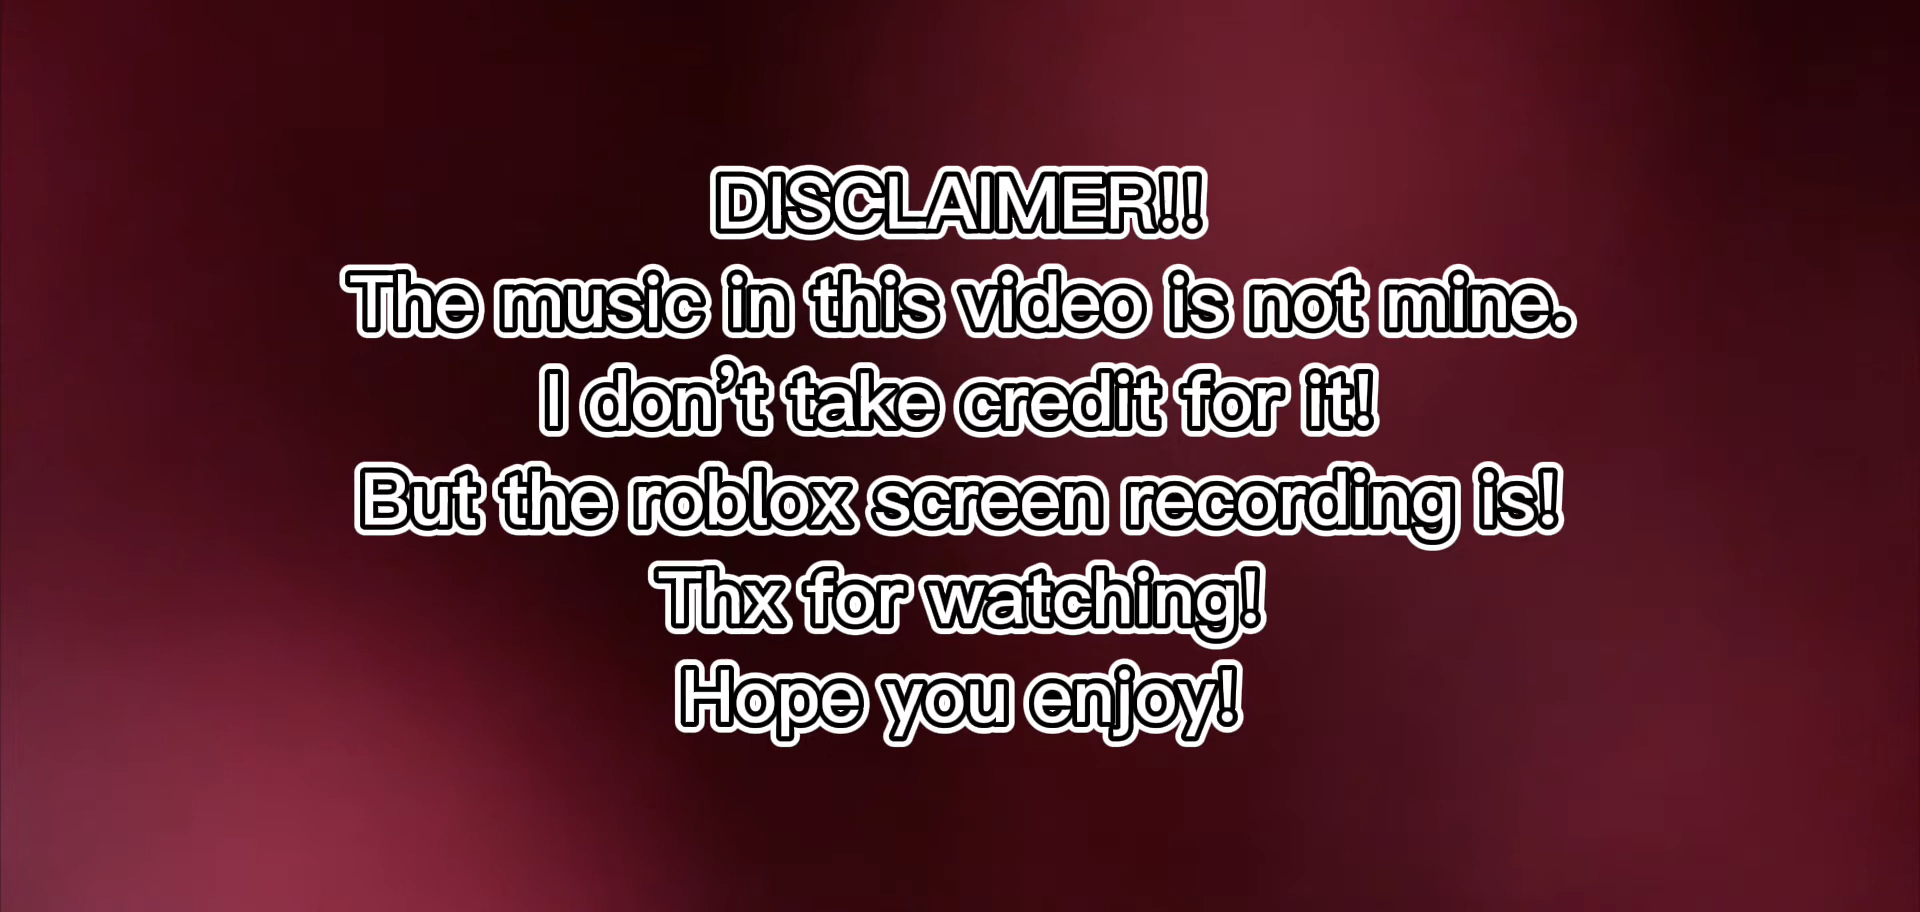 DISCLAIMER!!
The music in this video is not mine.
I don’t take credit for it!
But the roblox screen recording is!
Thx for watching!
Hope you enjoy!